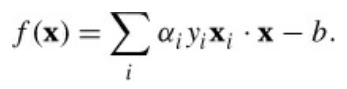 f(𝐱) = ∑ᵢ αᵢyᵢ𝐱ᵢ · 𝐱 − b.